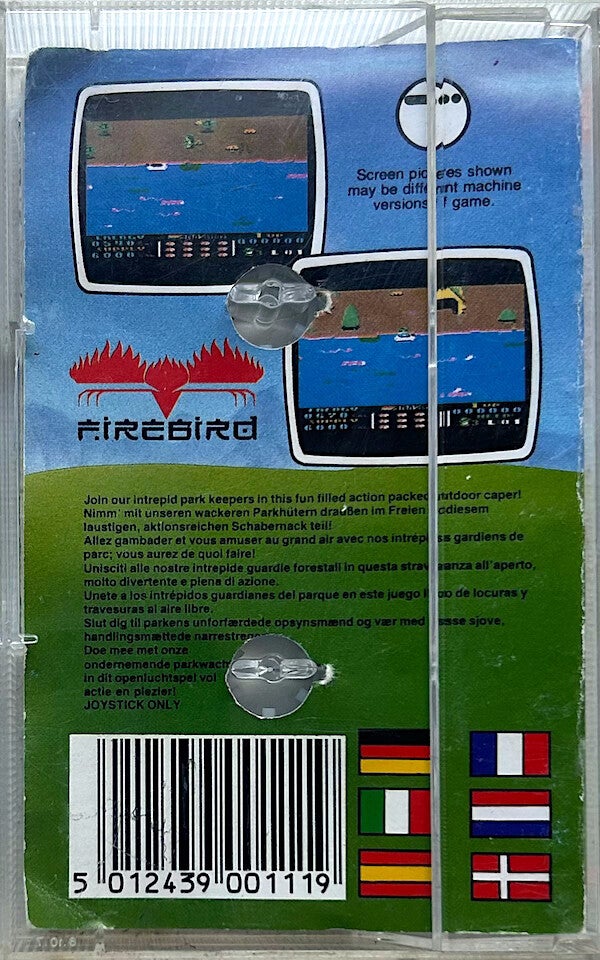 Screen pictures shown
may be different machine
versions of game.
FIREBIRD
Join our intrepid park keepers in this fun filled action packed outdoor caper!
Nimm' mit unseren wackeren Parkhütern draußen im Freien diesem
laustigen, aktionsreichen Schabernack teil!
Allez gambader et vous amuser au grand air avec nos intrépides gardiens de
parc; vous aurez de quoi faire!
Unisciti alle nostre intrepide guardie forestali in questa stravaganza all'aperto,
molto divertente e piena di azione.
Unete a los intrépidos guardianes del parque en este juego lleno de locuras y
travesuras al aire libre.
Slut dig til parkens unforfærdede opsynsmænd og vær med sjove,
handlingsmættede
Doe mee met onze
ondernemende
in dit openluchtspel vol
actie en plezier!
JOYSTICK ONLY
5 012439 001119